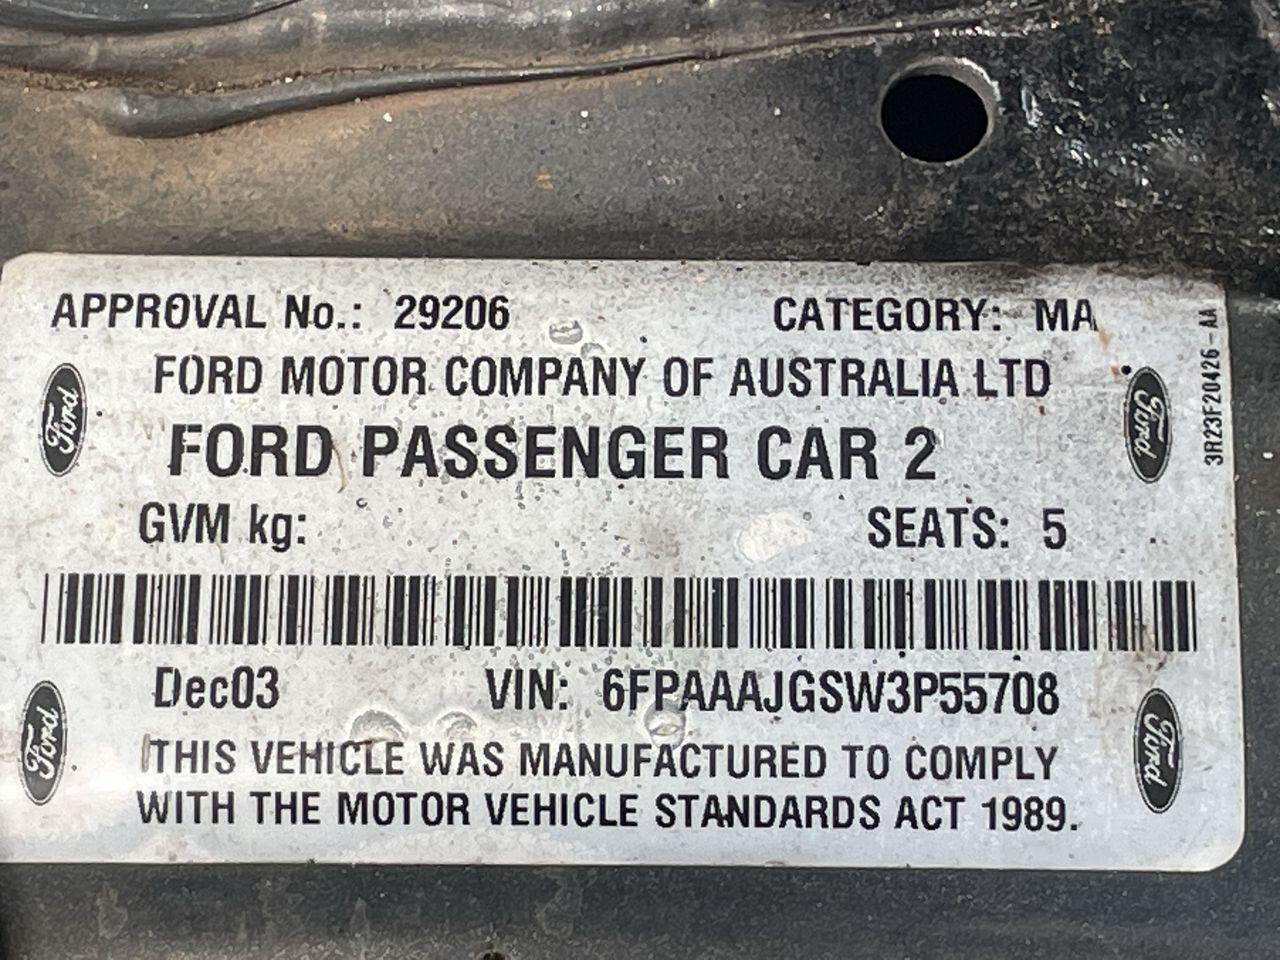 APPROVAL No.: 29206 CATEGORY: MA
FORD MOTOR COMPANY OF AUSTRALIA LTD
FORD PASSENGER CAR 2
GVM kg: SEATS: 5
Dec03 VIN: 6FPAAAJGSW3P55708
THIS VEHICLE WAS MANUFACTURED TO COMPLY
WITH THE MOTOR VEHICLE STANDARDS ACT 1989.
Ford
Ford
Ford
Ford
3R23F20426-AA